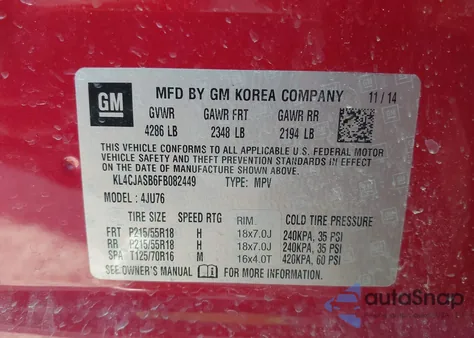 GM
MFD BY GM KOREA COMPANY 11/14
GVWR GAWR FRT GAWR RR
4286 LB 2348 LB 2194 LB
THIS VEHICLE CONFORMS TO ALL APPLICABLE U.S. FEDERAL MOTOR
VEHICLE SAFETY, BUMPER, AND THEFT PREVENTION STANDARDS IN EFFECT
ON THE DATE OF MANUFACTURE SHOWN ABOVE.
KL4CJASB6FB082449 TYPE: MPV
MODEL : 4JU76
TIRE SIZE SPEED RTG RIM COLD TIRE PRESSURE
FRT P215/55R18 H 18x7.0J 240KPA, 35 PSI
RR P215/55R18 H 18x7.0J 240KPA, 35 PSI
SPA T125/70R16 M 16x4.0T 420KPA, 60 PSI
SEE OWNER'S MANUAL FOR MORE INFORMATION.
autoSnap